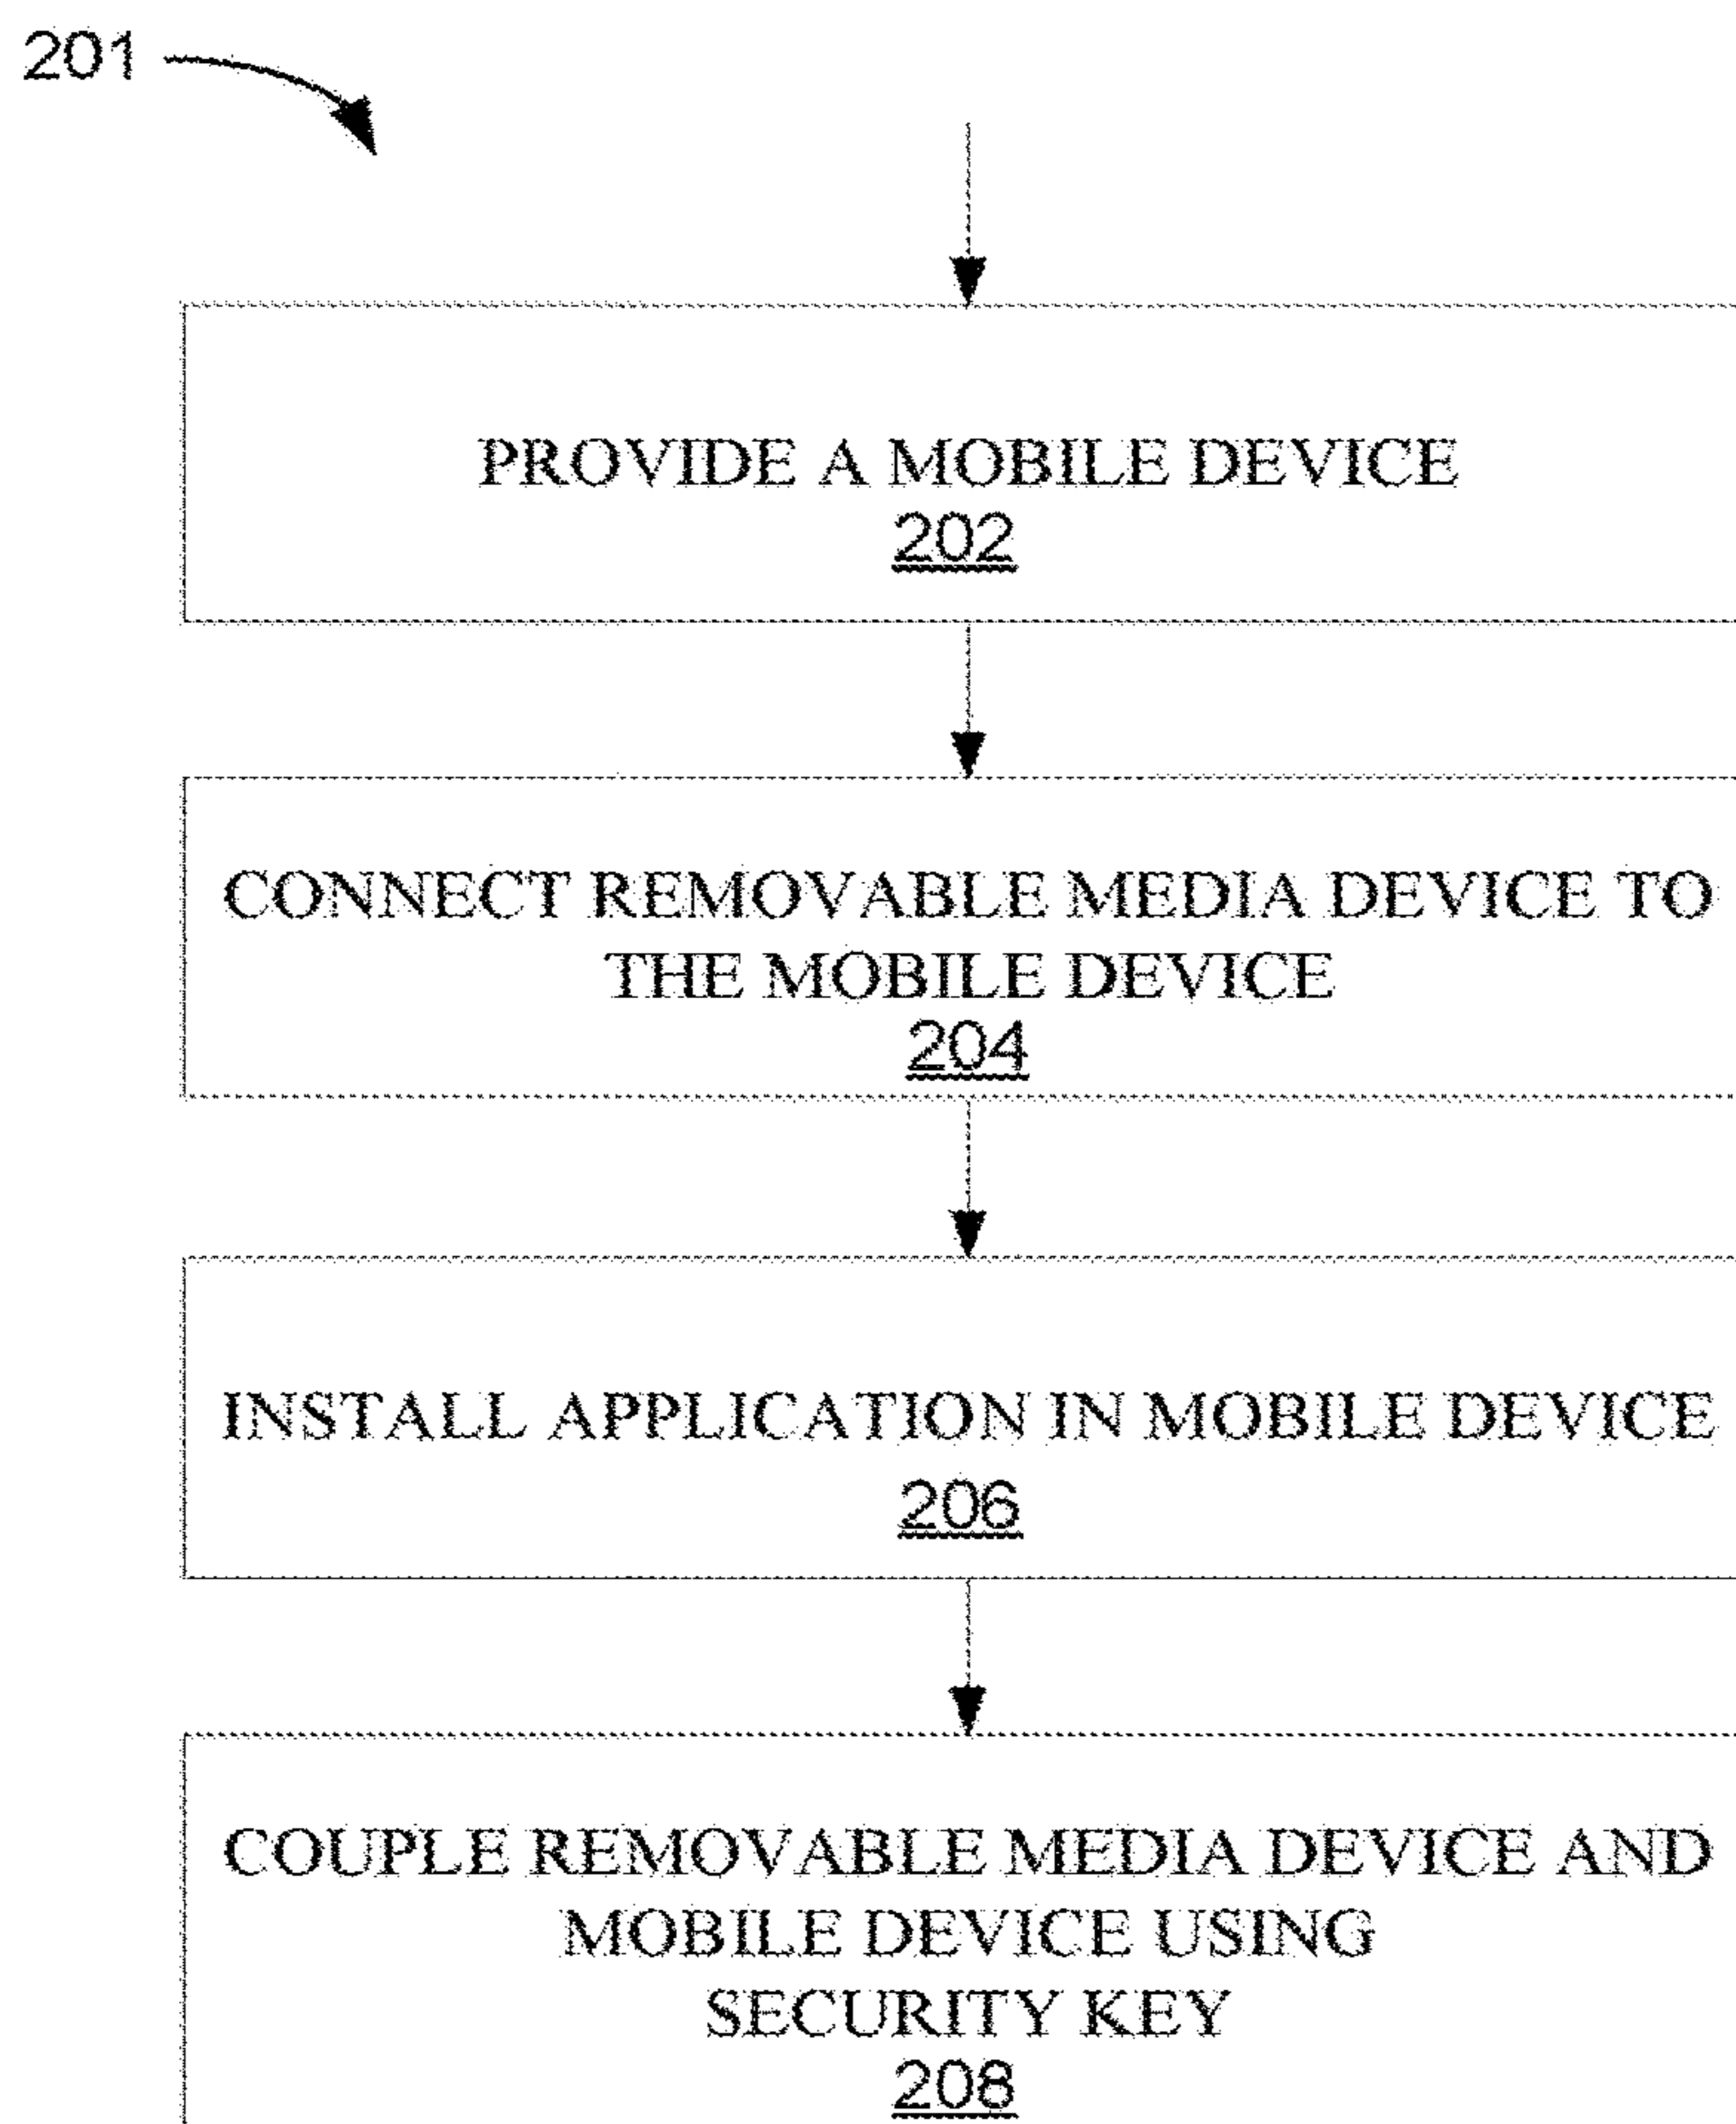 201
PROVIDE A MOBILE DEVICE
202
CONNECT REMOVABLE MEDIA DEVICE TO
THE MOBILE DEVICE
204
INSTALL APPLICATION IN MOBILE DEVICE
206
COUPLE REMOVABLE MEDIA DEVICE AND
MOBILE DEVICE USING
SECURITY KEY
208